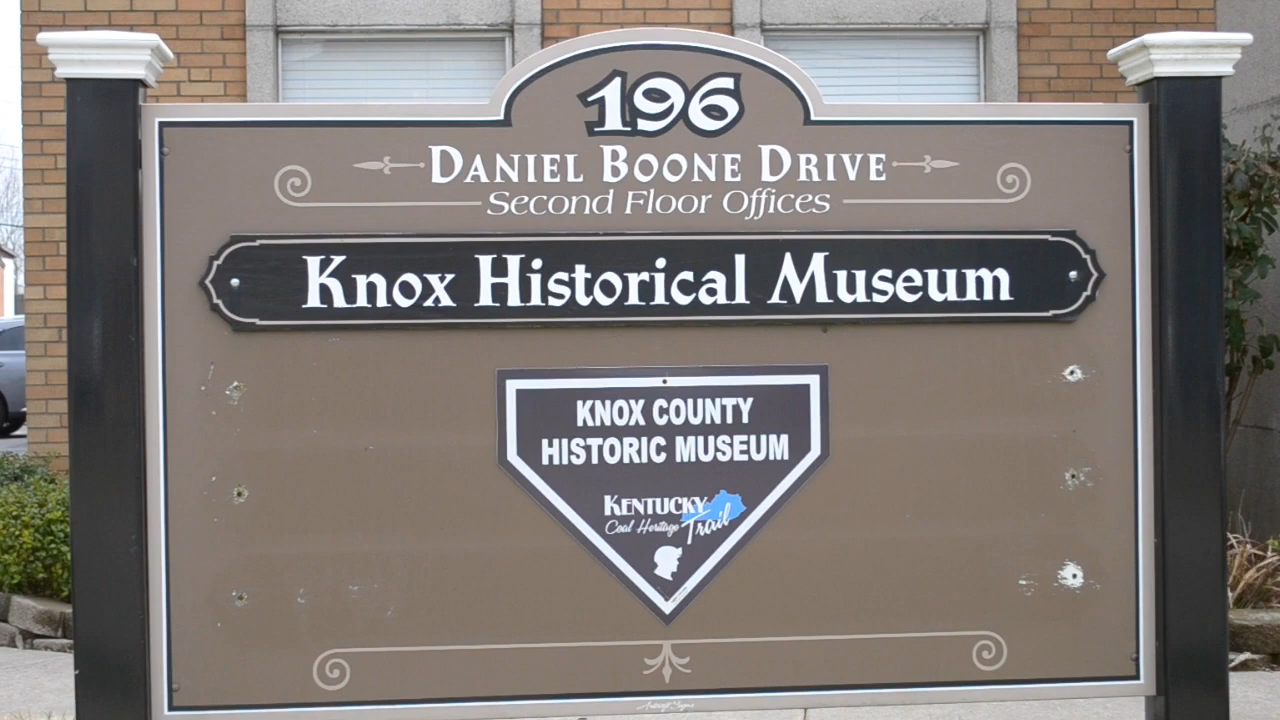 196
DANIEL BOONE DRIVE
Second Floor Offices
Knox Historical Museum
KNOX COUNTY
HISTORIC MUSEUM
KENTUCKY
Coal Heritage Trail